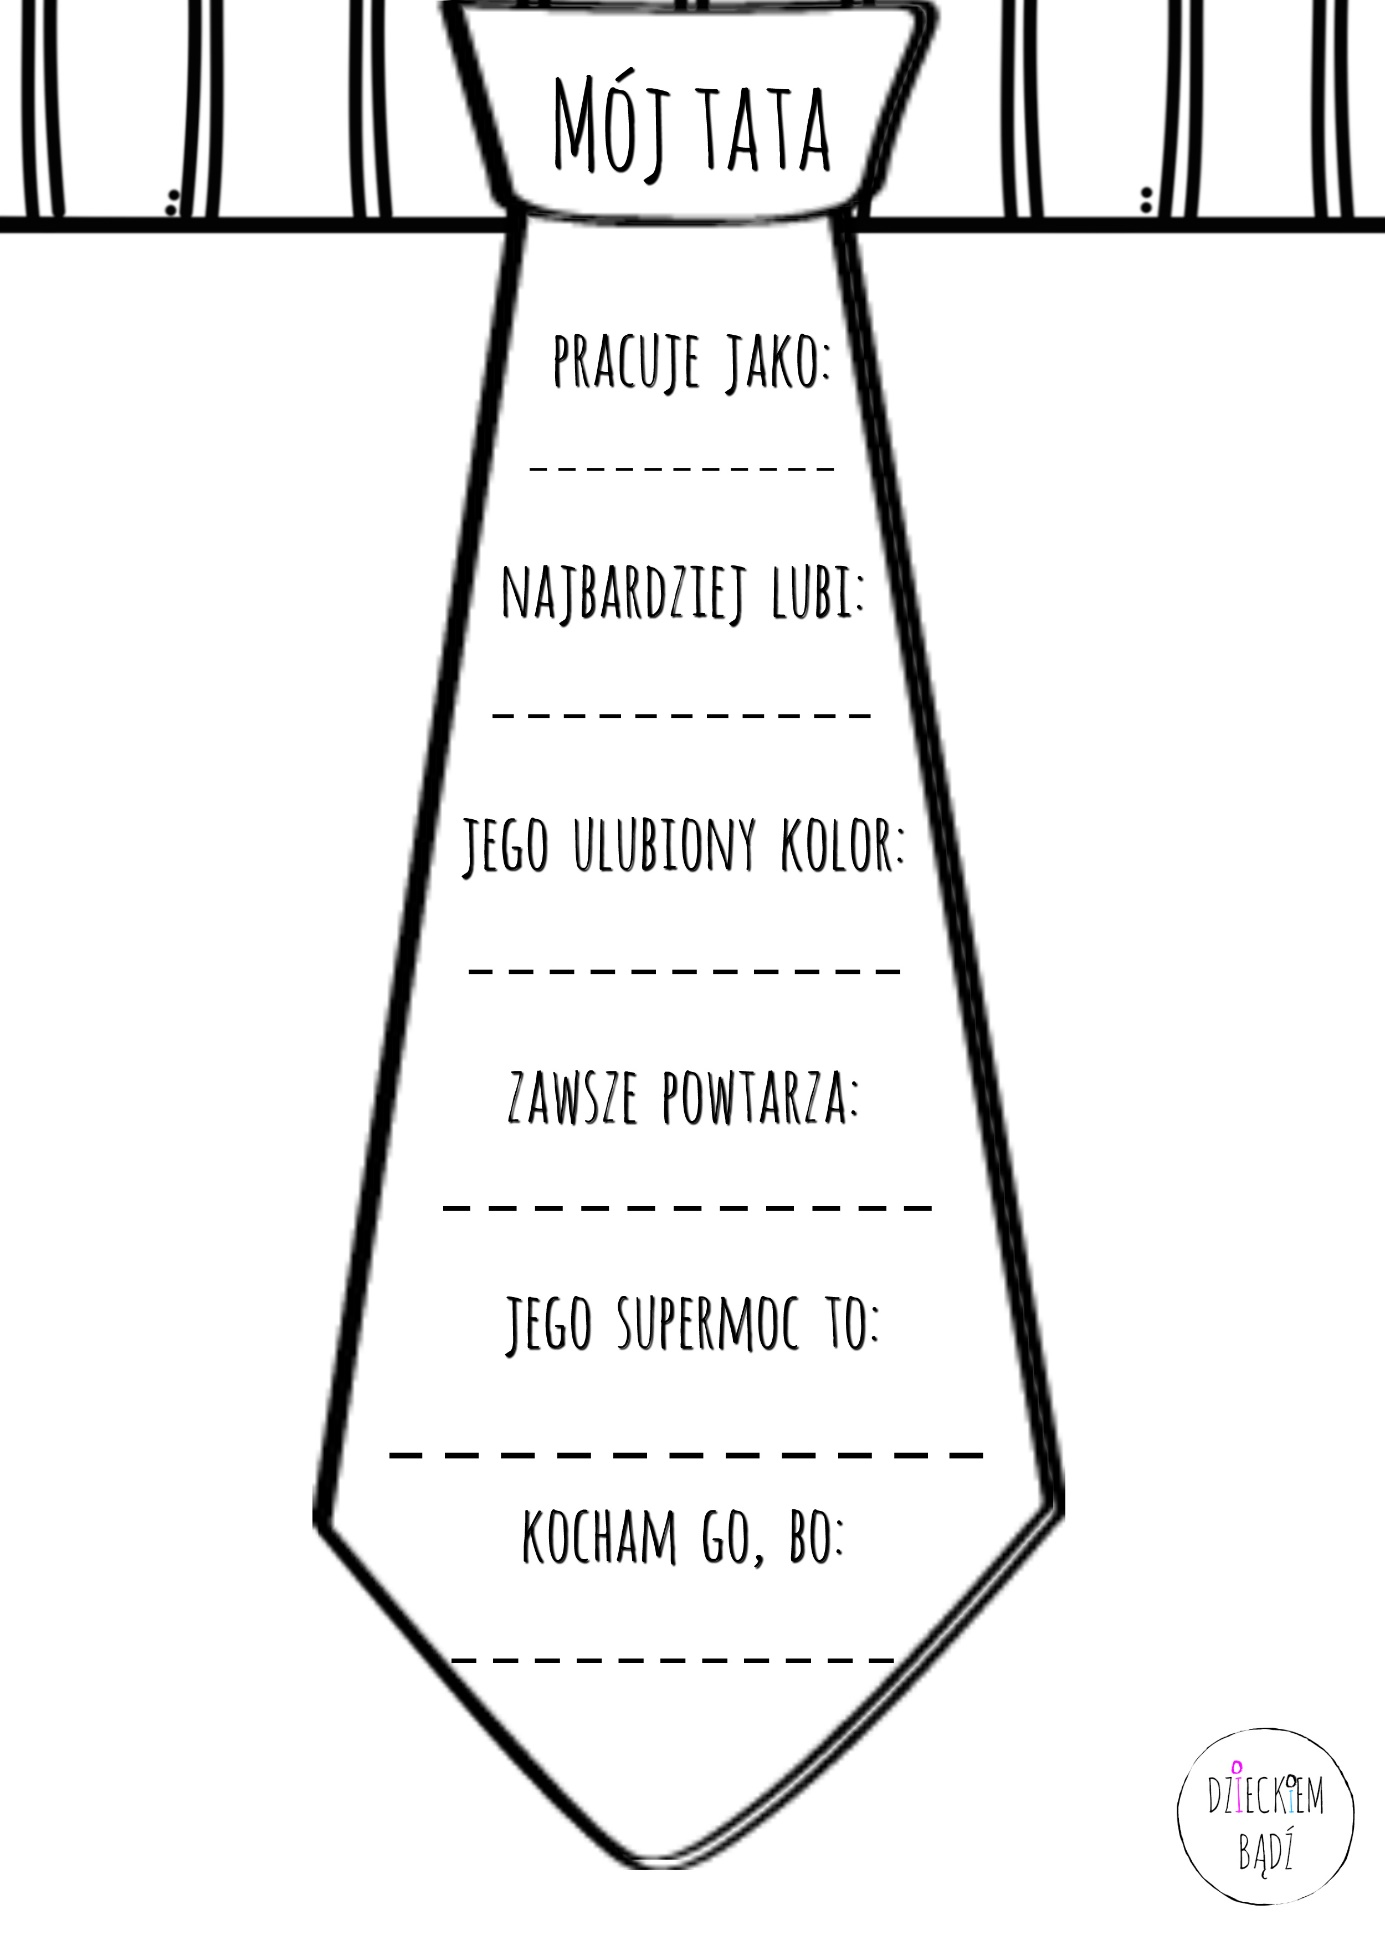 Mój tata
pracuje jako:
najbardziej lubi:
jego ulubiony kolor:
zawsze powtarza:
jego supermoc to:
kocham go, bo:
DZiECKiEM
BĄDŹ